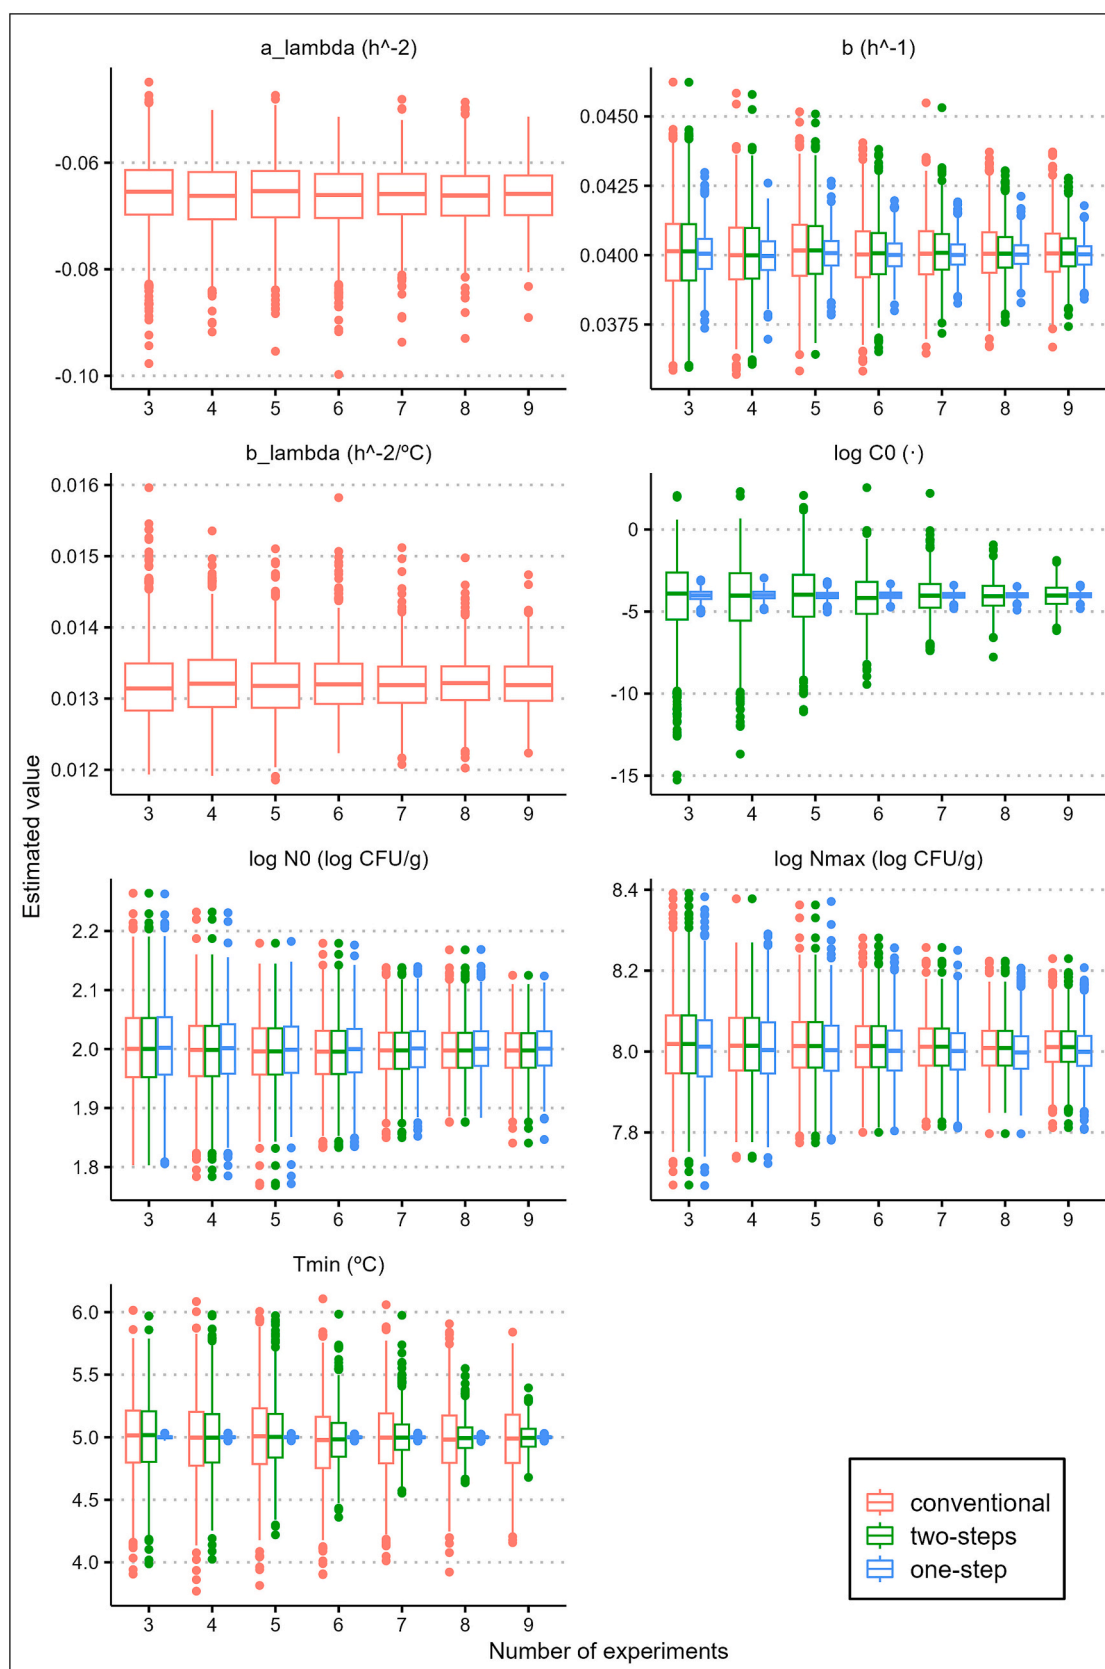 a_lambda (h^-2)
-0.06
-0.08
-0.10
3 4 5 6 7 8 9
b (h^-1)
0.0450
0.0425
0.0400
0.0375
3 4 5 6 7 8 9
b_lambda (h^-2/ºC)
0.016
0.015
0.014
0.013
0.012
3 4 5 6 7 8 9
log C0 (·)
0
-5
-10
-15
3 4 5 6 7 8 9
Estimated value
log N0 (log CFU/g)
2.2
2.1
2.0
1.9
1.8
3 4 5 6 7 8 9
log Nmax (log CFU/g)
8.4
8.2
8.0
7.8
3 4 5 6 7 8 9
Tmin (ºC)
6.0
5.5
5.0
4.5
4.0
3 4 5 6 7 8 9
conventional
two-steps
one-step
Number of experiments